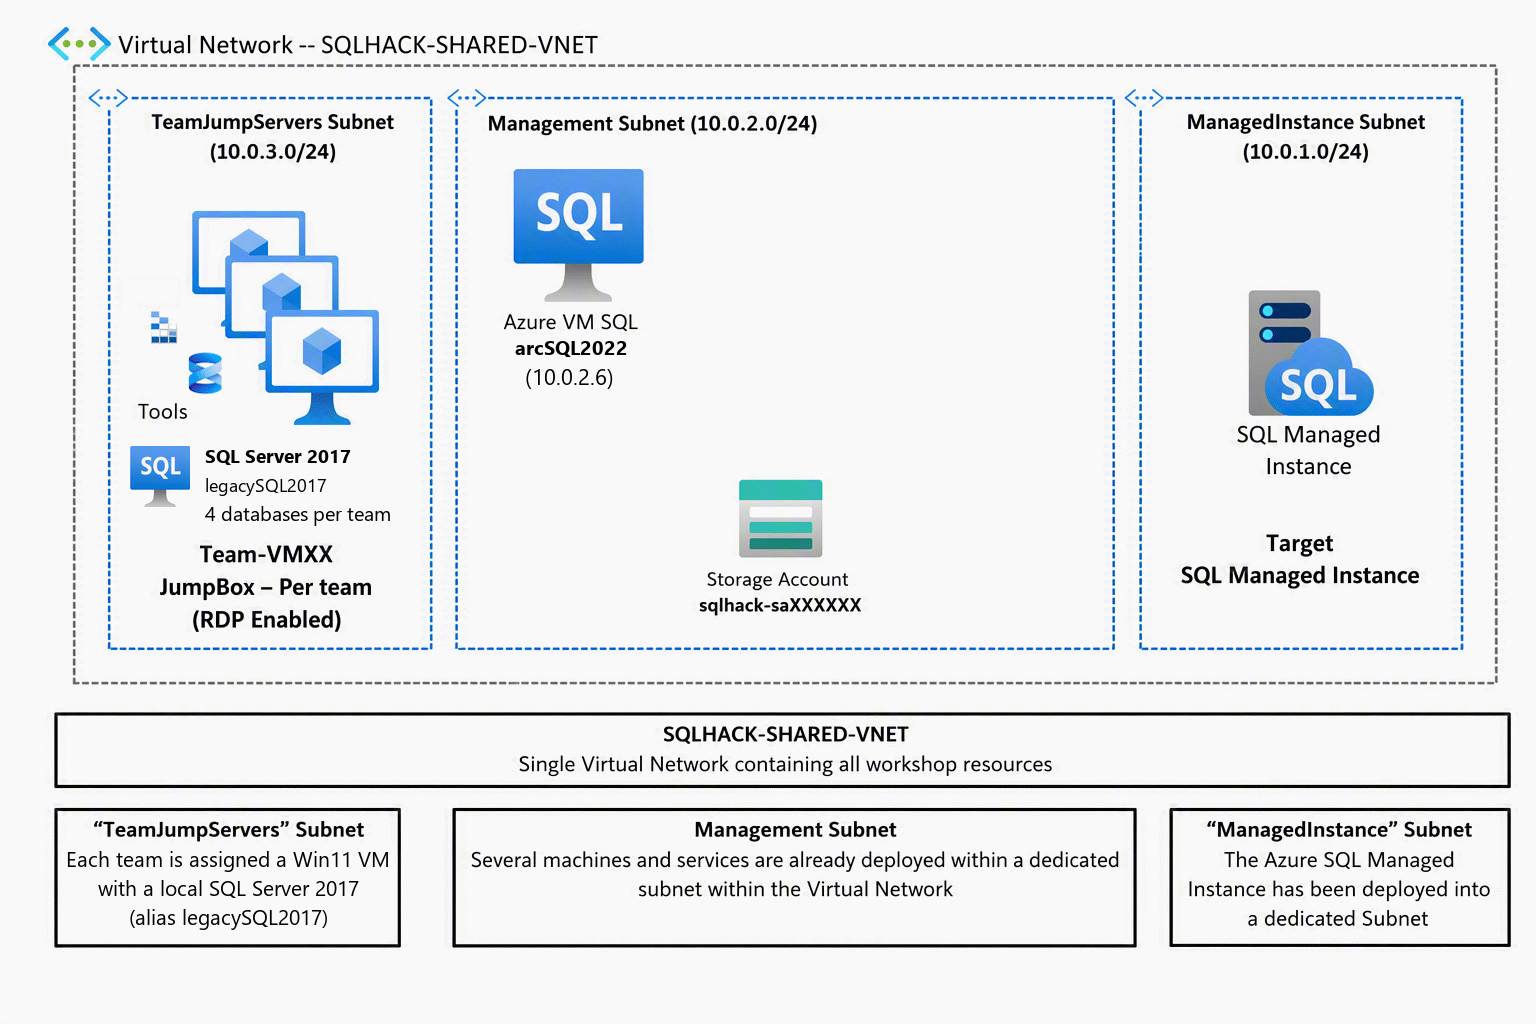 Virtual Network -- SQLHACK-SHARED-VNET
TeamJumpServers Subnet
(10.0.3.0/24)
Tools
SQL
SQL Server 2017
legacySQL2017
4 databases per team
Team-VMXX
JumpBox – Per team
(RDP Enabled)
Management Subnet (10.0.2.0/24)
SQL
Azure VM SQL
arcSQL2022
(10.0.2.6)
Storage Account
sqlhack-saXXXXXX
ManagedInstance Subnet
(10.0.1.0/24)
SQL
SQL Managed
Instance
Target
SQL Managed Instance
SQLHACK-SHARED-VNET
Single Virtual Network containing all workshop resources
“TeamJumpServers” Subnet
Each team is assigned a Win11 VM
with a local SQL Server 2017
(alias legacySQL2017)
Management Subnet
Several machines and services are already deployed within a dedicated
subnet within the Virtual Network
“ManagedInstance” Subnet
The Azure SQL Managed
Instance has been deployed into
a dedicated Subnet